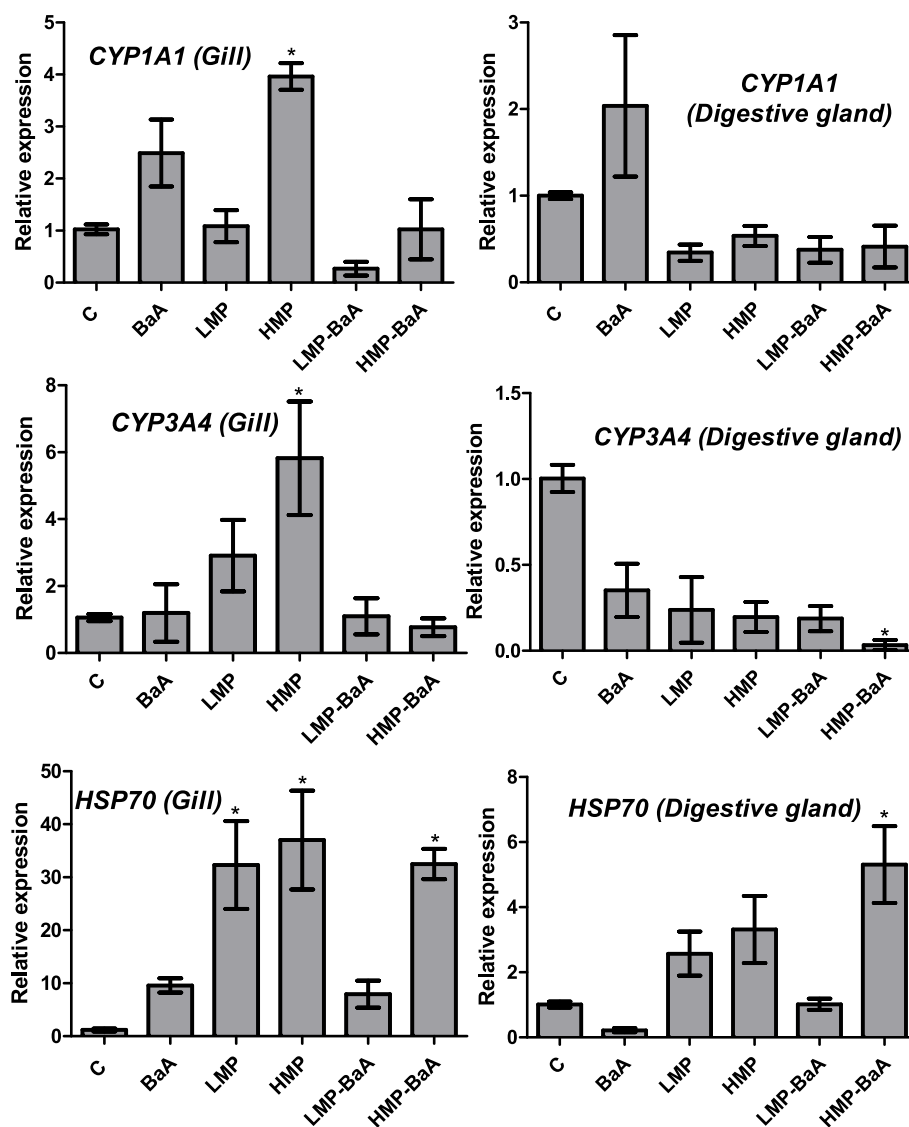 CYP1A1 (Gill)
Relative expression
5
4
3
2
1
0
*
C
BaA
LMP
HMP
LMP-BaA
HMP-BaA
CYP1A1
(Digestive gland)
Relative expression
3
2
1
0
C
BaA
LMP
HMP
LMP-BaA
HMP-BaA
CYP3A4 (Gill)
Relative expression
8
6
4
2
0
*
C
BaA
LMP
HMP
LMP-BaA
HMP-BaA
CYP3A4 (Digestive gland)
Relative expression
1.5
1.0
0.5
0.0
*
C
BaA
LMP
HMP
LMP-BaA
HMP-BaA
HSP70 (Gill)
Relative expression
50
40
30
20
10
0
*
*
*
C
BaA
LMP
HMP
LMP-BaA
HMP-BaA
HSP70 (Digestive gland)
Relative expression
8
6
4
2
0
*
C
BaA
LMP
HMP
LMP-BaA
HMP-BaA